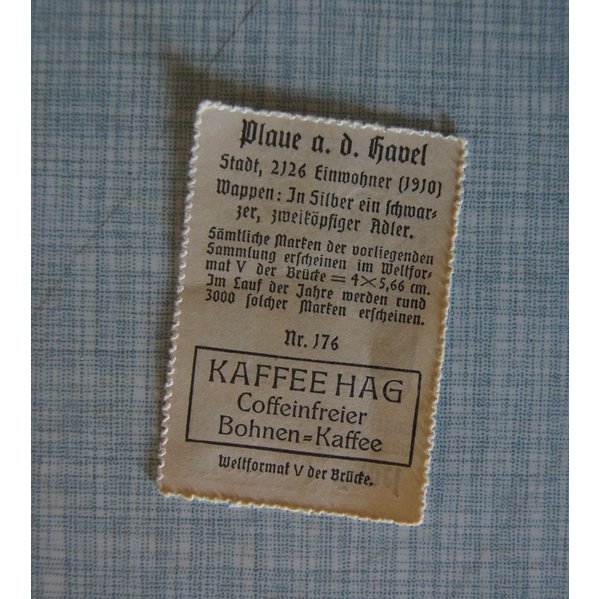 Plaue a. d. Havel
Stadt, 2126 Einwohner (1910)
Wappen: In Silber ein schwar-
zer, zweiköpfiger Adler.
Sämtliche Marken der vorliegenden
Sammlung erscheinen im Weltfor-
mat V der Brücke = 4×5,66 cm.
Im Lauf der Jahre werden rund
3000 solcher Marken erscheinen.
Nr. 176
KAFFEE HAG
Coffeinfreier
Bohnen=Kaffee
Weltformat V der Brücke.